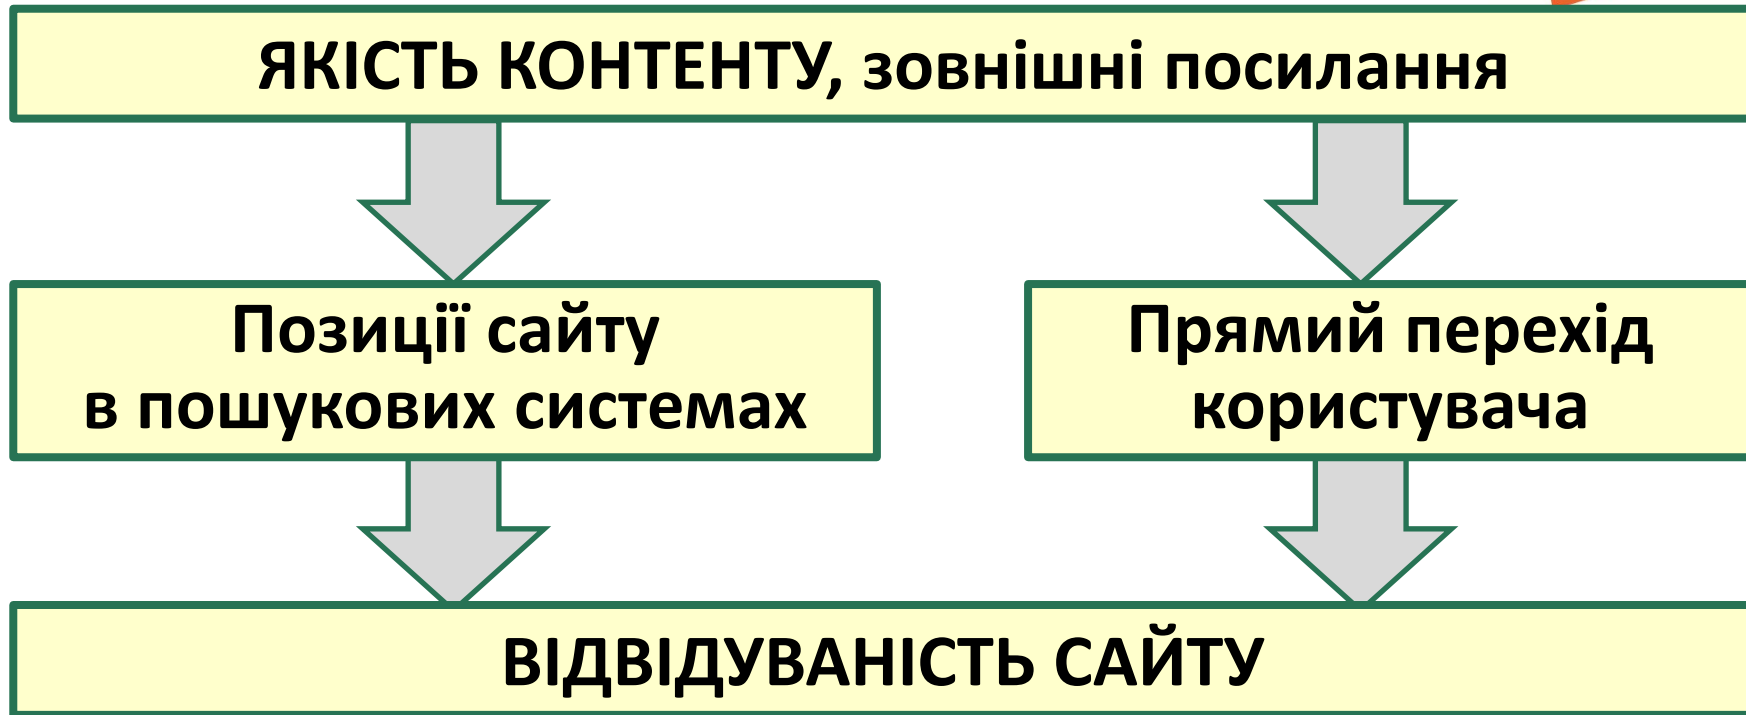 ЯКІСТЬ КОНТЕНТУ, зовнішні посилання
Позиції сайту
в пошукових системах
Прямий перехід
користувача
ВІДВІДУВАНІСТЬ САЙТУ